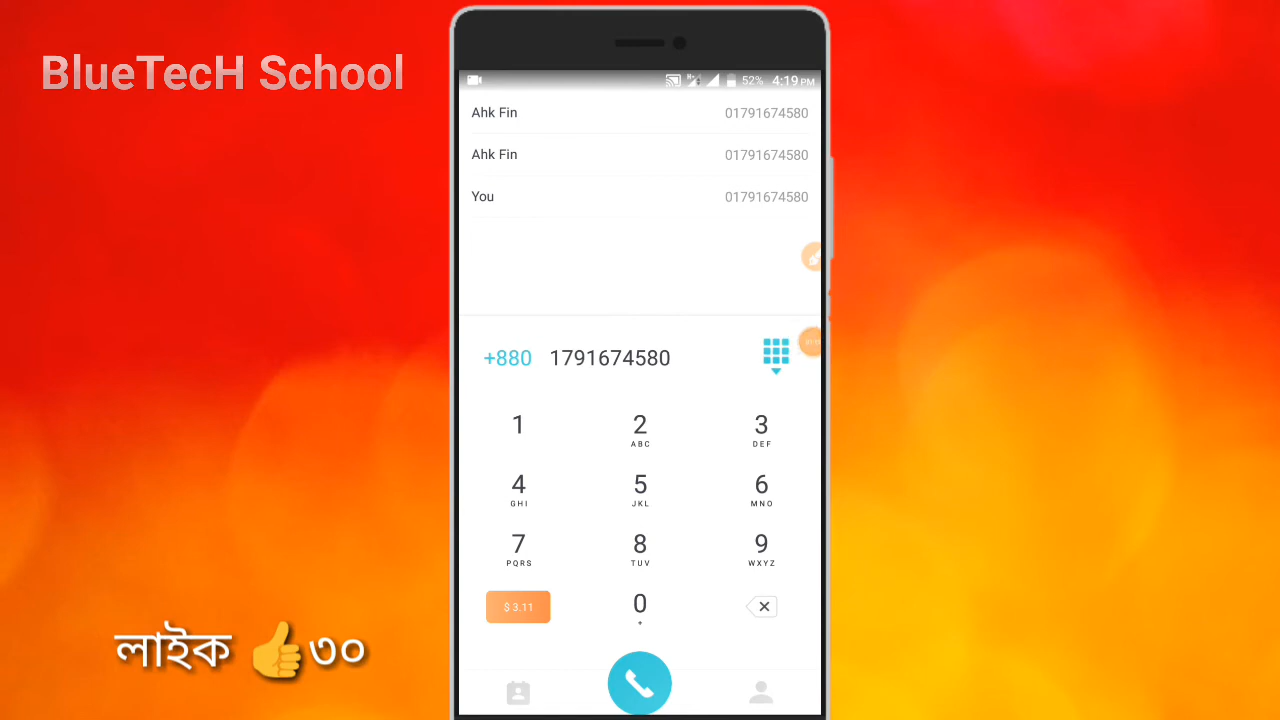 BlueTecH School
52% 4:19 PM
Ahk Fin 01791674580
Ahk Fin 01791674580
You 01791674580
+880 1791674580
1 2 3
ABC DEF
4 5 6
GHI JKL MNO
7 8 9
PQRS TUV WXYZ
$ 3.11 0
+
লাইক 👍৩০